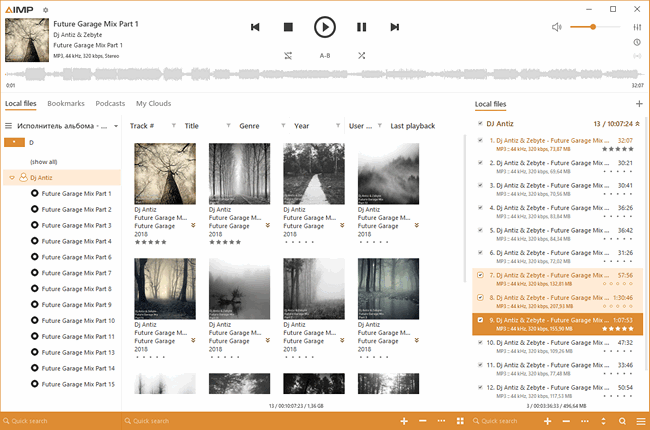 AIMP
Future Garage Mix Part 1
Dj Antiz & Zebyte
Future Garage Mix Part 1
MP3, 44 kHz, 320 kbps, Stereo
A-B
0:01
32:07
Local files
Bookmarks
Podcasts
My Clouds
Исполнитель альбома - ...
D
(show all)
Dj Antiz
Future Garage Mix Part 1
Future Garage Mix Part 2
Future Garage Mix Part 3
Future Garage Mix Part 4
Future Garage Mix Part 5
Future Garage Mix Part 6
Future Garage Mix Part 7
Future Garage Mix Part 8
Future Garage Mix Part 9
Future Garage Mix Part 10
Future Garage Mix Part 11
Future Garage Mix Part 13
Future Garage Mix Part 14
Future Garage Mix Part 15
Quick search
Track #
Title
Genre
Year
User ...
Last playback
Dj Antiz
Future Garage M...
Future Garage
2018
Dj Antiz
Future Garage M...
Future Garage
2018
Dj Antiz
Future Garage M...
Future Garage
2018
Dj Antiz
Future Garage M...
Future Garage
2018
Dj Antiz
Future Garage M...
Future Garage
2018
Dj Antiz
Future Garage M...
Future Garage
2018
Dj Antiz
Future Garage M...
Future Garage
2018
Dj Antiz
Future Garage M...
Future Garage
2018
13 / 10:07:23 / 1,36 GB
Quick search
Local files
DJ Antiz
13 / 10:07:24
1. Dj Antiz & Zebyte - Future Garage Mix ... 32:07
MP3 :: 44 kHz, 320 kbps, 73,87 MB
2. Dj Antiz & Zebyte - Future Garage Mix ... 30:21
MP3 :: 44 kHz, 320 kbps, 69,64 MB
3. Dj Antiz & Zebyte - Future Garage Mix ... 30:41
MP3 :: 44 kHz, 320 kbps, 70,56 MB
4. Dj Antiz & Zebyte - Future Garage Mix ... 36:26
MP3 :: 44 kHz, 320 kbps, 83,84 MB
5. Dj Antiz & Zebyte - Future Garage Mix ... 36:42
MP3 :: 44 kHz, 320 kbps, 84,34 MB
6. Dj Antiz & Zebyte - Future Garage Mix ... 31:26
MP3 :: 44 kHz, 320 kbps, 72,02 MB
7. Dj Antiz & Zebyte - Future Garage Mix ... 57:56
MP3 :: 44 kHz, 320 kbps, 132,81 MB
8. Dj Antiz & Zebyte - Future Garage Mix ... 1:30:46
MP3 :: 44 kHz, 320 kbps, 207,93 MB
9. Dj Antiz & Zebyte - Future Garage Mix ... 1:07:53
MP3 :: 44 kHz, 320 kbps, 155,90 MB
10. Dj Antiz & Zebyte - Future Garage Mix ... 47:32
MP3 :: 44 kHz, 320 kbps, 109,26 MB
11. Dj Antiz & Zebyte - Future Garage Mix ... 33:46
MP3 :: 44 kHz, 320 kbps, 77,48 MB
12. Dj Antiz & Zebyte - Future Garage Mix ... 50:54
MP3 :: 44 kHz, 320 kbps, 117,53 MB
3 / 00:03:36:33 / 496,64 MB
Quick search